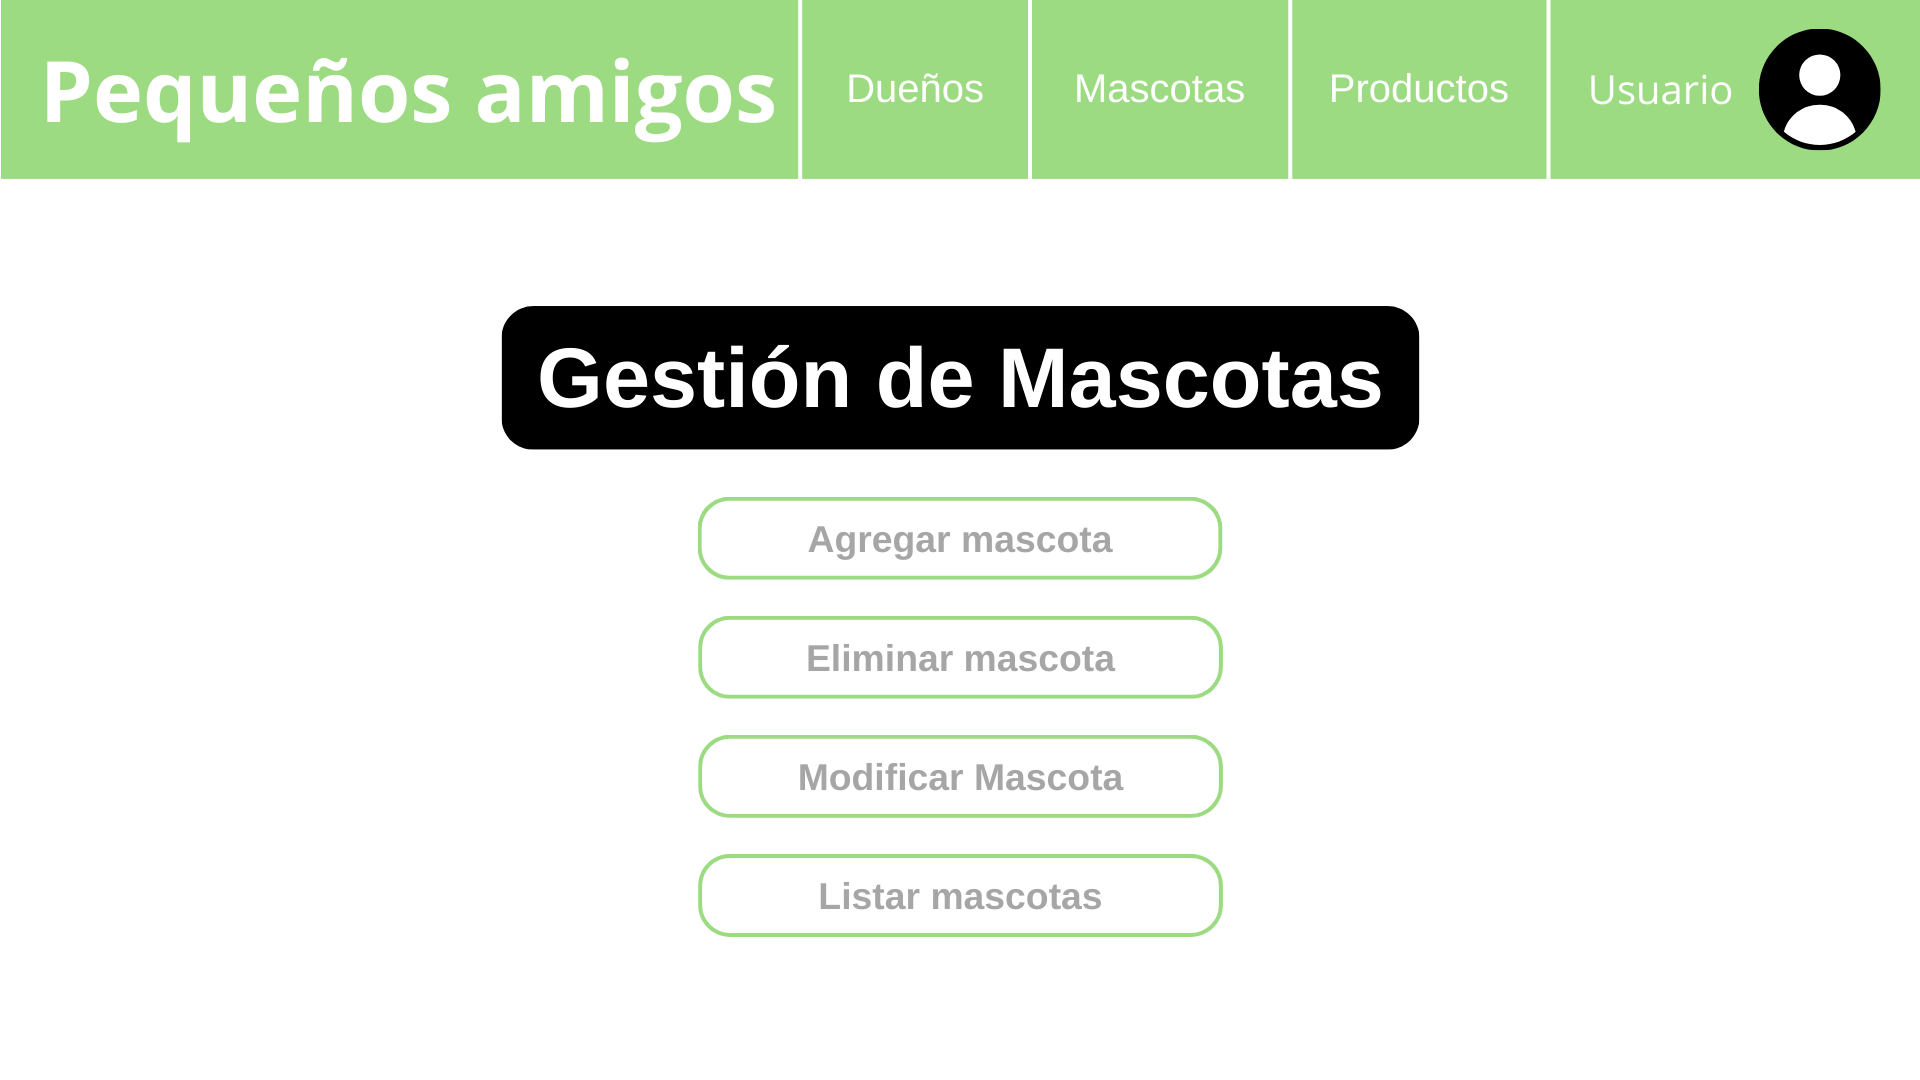 Pequeños amigos
Dueños
Mascotas
Productos
Usuario
Gestión de Mascotas
Agregar mascota
Eliminar mascota
Modificar Mascota
Listar mascotas